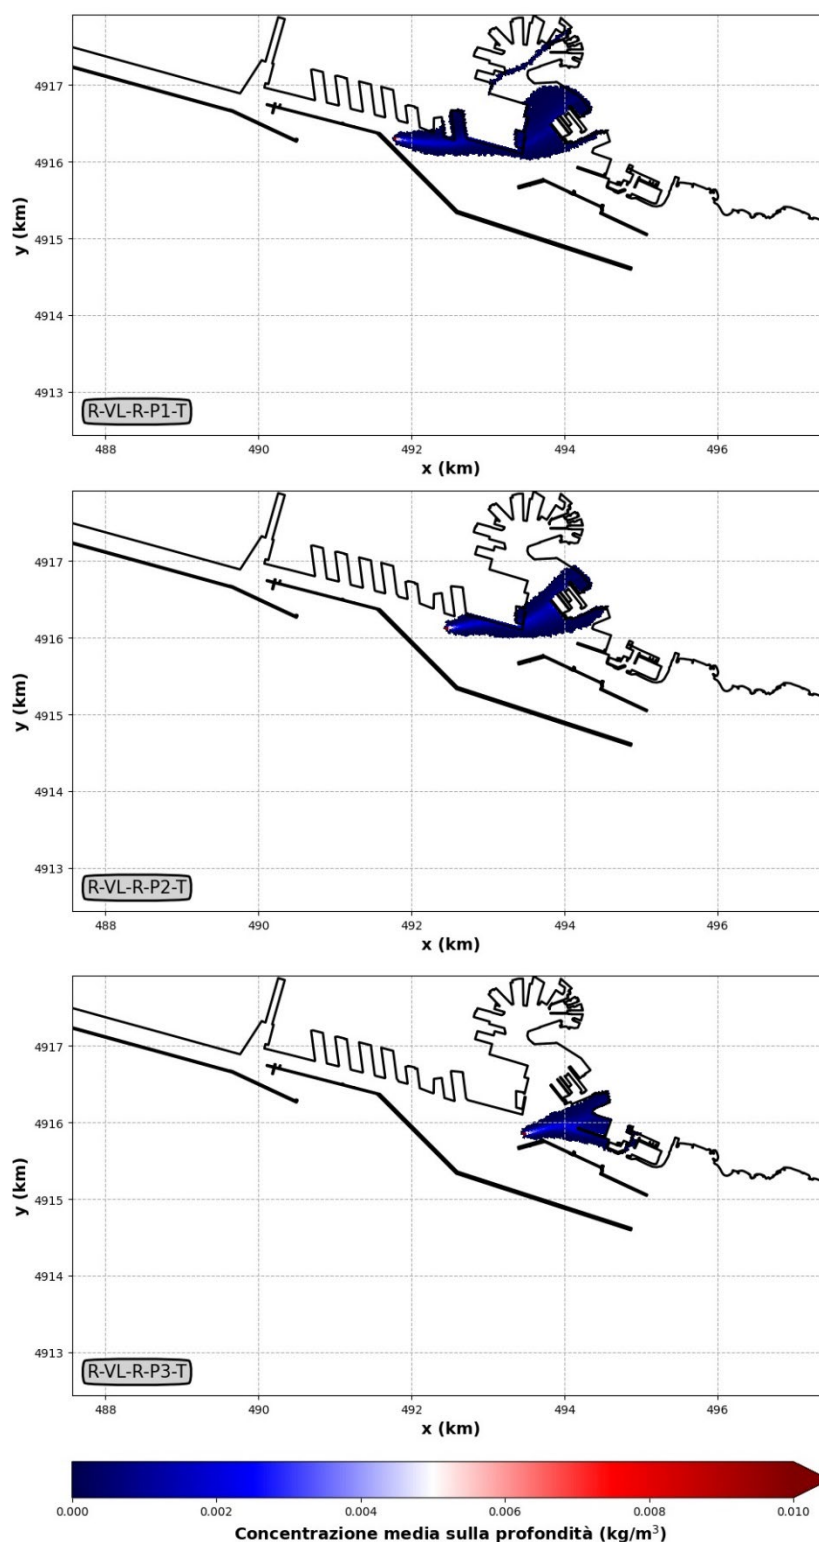 4917
4916
4915
4914
4913
y (km)
R-VL-R-P1-T
488 490 492 494 496
x (km)
4917
4916
4915
4914
4913
y (km)
R-VL-R-P2-T
488 490 492 494 496
x (km)
4917
4916
4915
4914
4913
y (km)
R-VL-R-P3-T
488 490 492 494 496
x (km)
0.000 0.002 0.004 0.006 0.008 0.010
Concentrazione media sulla profondità (kg/m³)